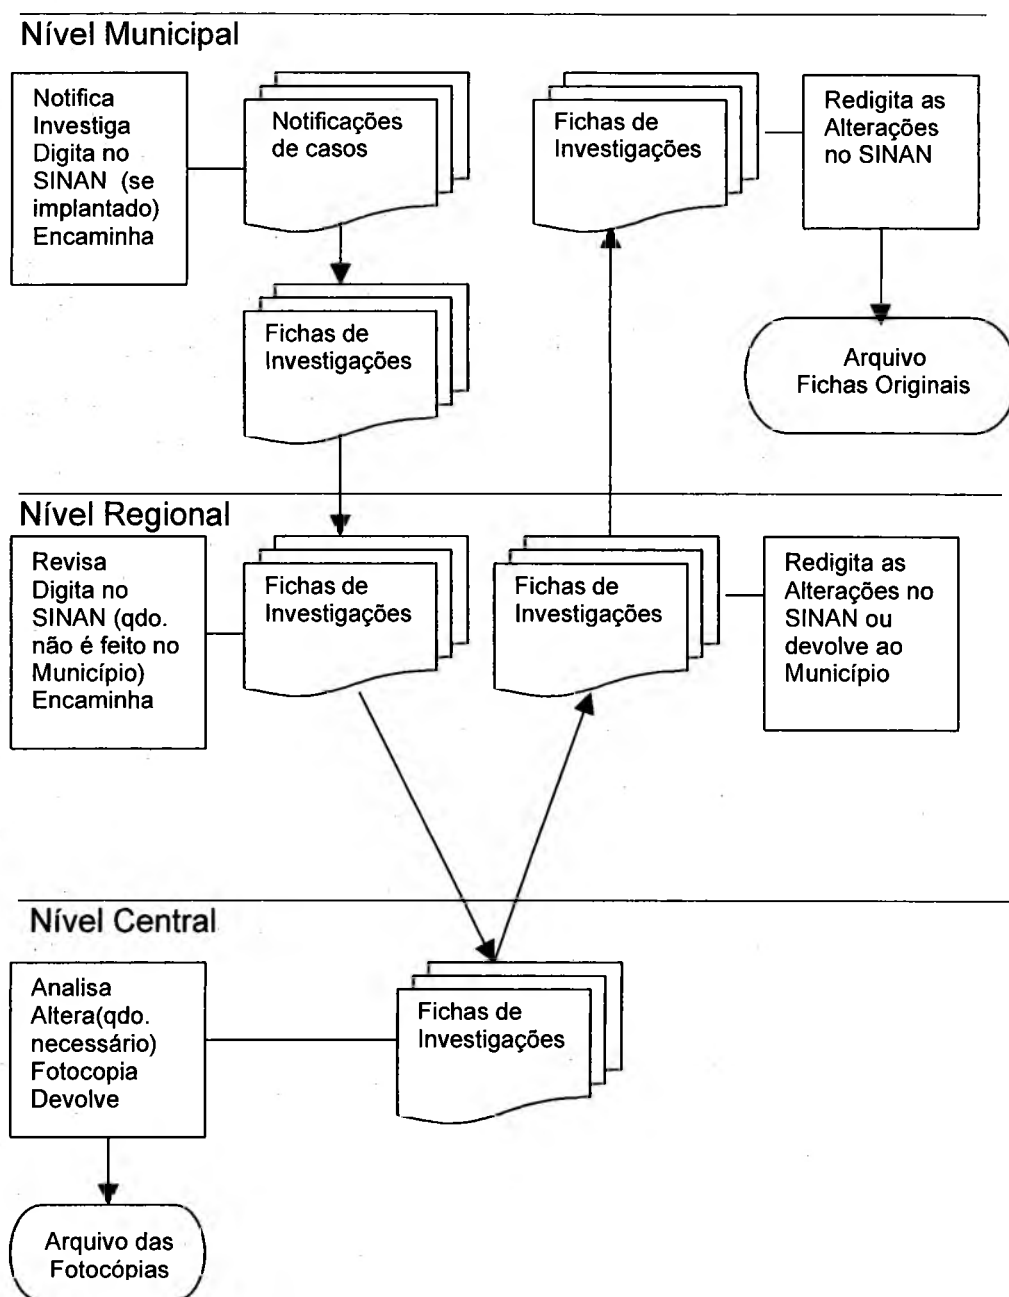 Nível Municipal
Notifica
Investiga
Digita no
SINAN (se
implantado)
Encaminha
Notificações
de casos
Fichas de
Investigações
Fichas de
Investigações
Redigita as
Alterações
no SINAN
Arquivo
Fichas Originais
Nível Regional
Revisa
Digita no
SINAN (qdo.
não é feito no
Município)
Encaminha
Fichas de
Investigações
Fichas de
Investigações
Redigita as
Alterações no
SINAN ou
devolve ao
Município
Nível Central
Analisa
Altera(qdo.
necessário)
Fotocopia
Devolve
Fichas de
Investigações
Arquivo das
Fotocópias